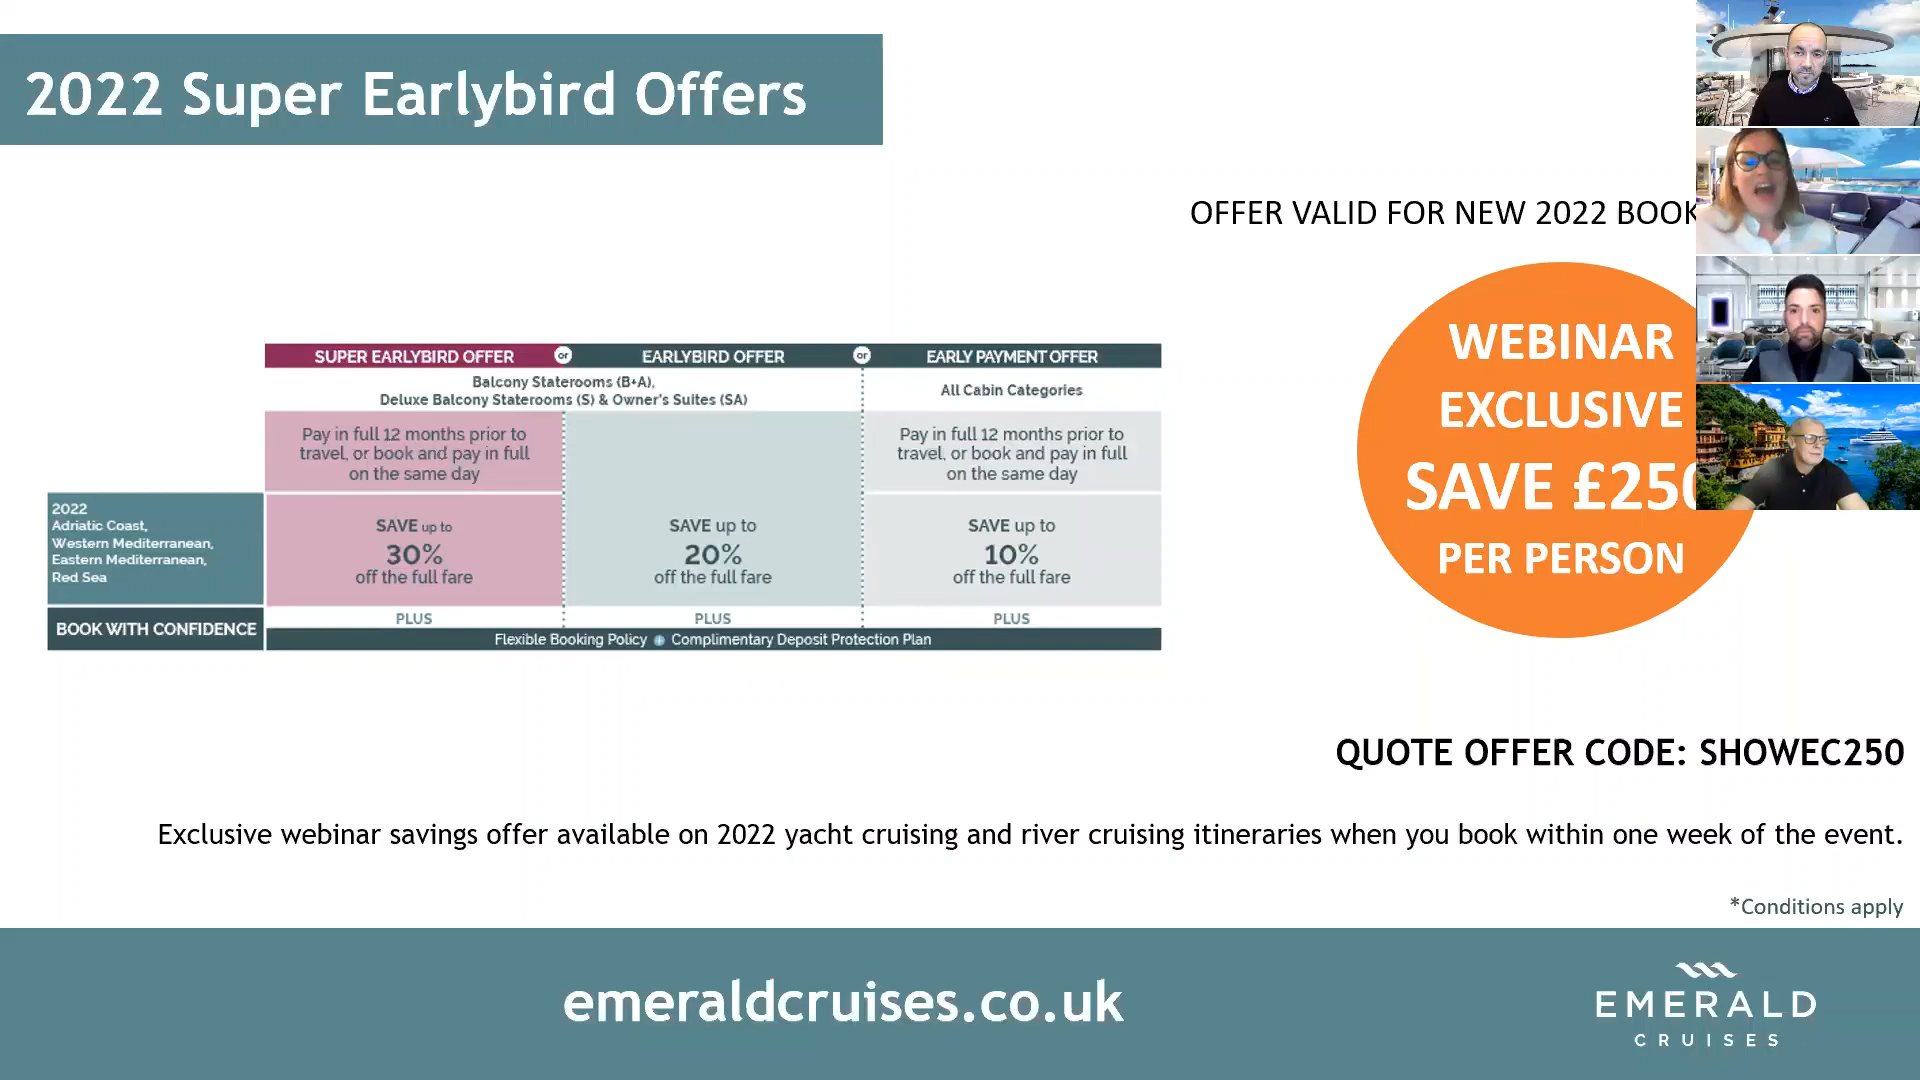 2022 Super Earlybird Offers
OFFER VALID FOR NEW 2022
SUPER EARLYBIRD OFFER or EARLYBIRD OFFER or EARLY PAYMENT OFFER
Balcony Staterooms (B+A),
Deluxe Balcony Staterooms (S) & Owner's Suites (SA)
All Cabin Categories
Pay in full 12 months prior to
travel, or book and pay in full
on the same day
Pay in full 12 months prior to
travel, or book and pay in full
on the same day
2022
Adriatic Coast,
Western Mediterranean,
Eastern Mediterranean,
Red Sea
SAVE up to
30%
off the full fare
SAVE up to
20%
off the full fare
SAVE up to
10%
off the full fare
BOOK WITH CONFIDENCE
PLUS PLUS PLUS
Flexible Booking Policy + Complimentary Deposit Protection Plan
WEBINAR
EXCLUSIVE
SAVE £250
PER PERSON
QUOTE OFFER CODE: SHOWEC250
Exclusive webinar savings offer available on 2022 yacht cruising and river cruising itineraries when you book within one week of the event.
*Conditions apply
emeraldcruises.co.uk
EMERALD
CRUISES